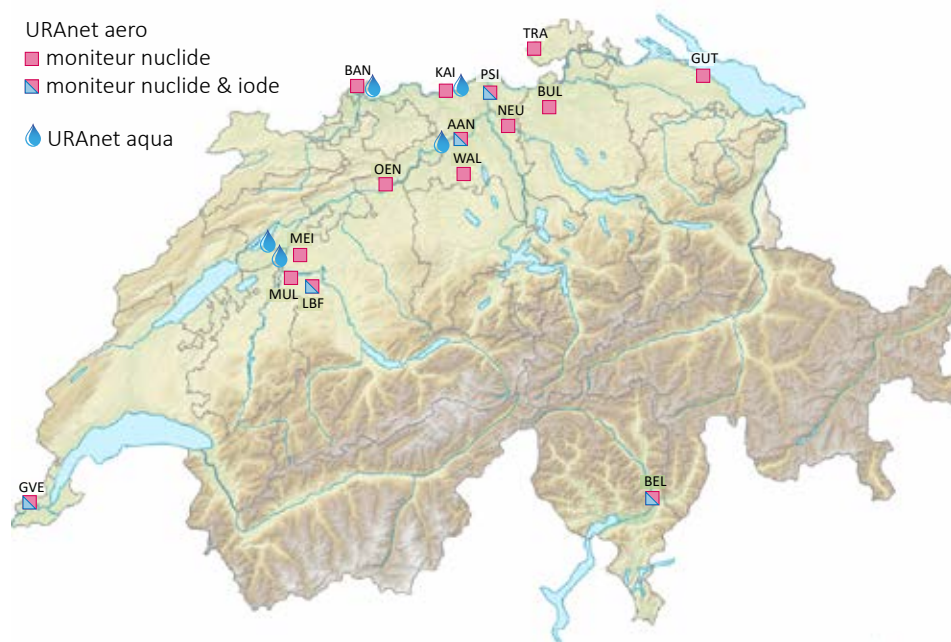 URAnet aero
moniteur nuclide
moniteur nuclide & iode
URAnet aqua
TRA
GUT
BAN
KAI
PSI
BUL
NEU
AAN
WAL
OEN
MEI
MUL
LBF
GVE
BEL